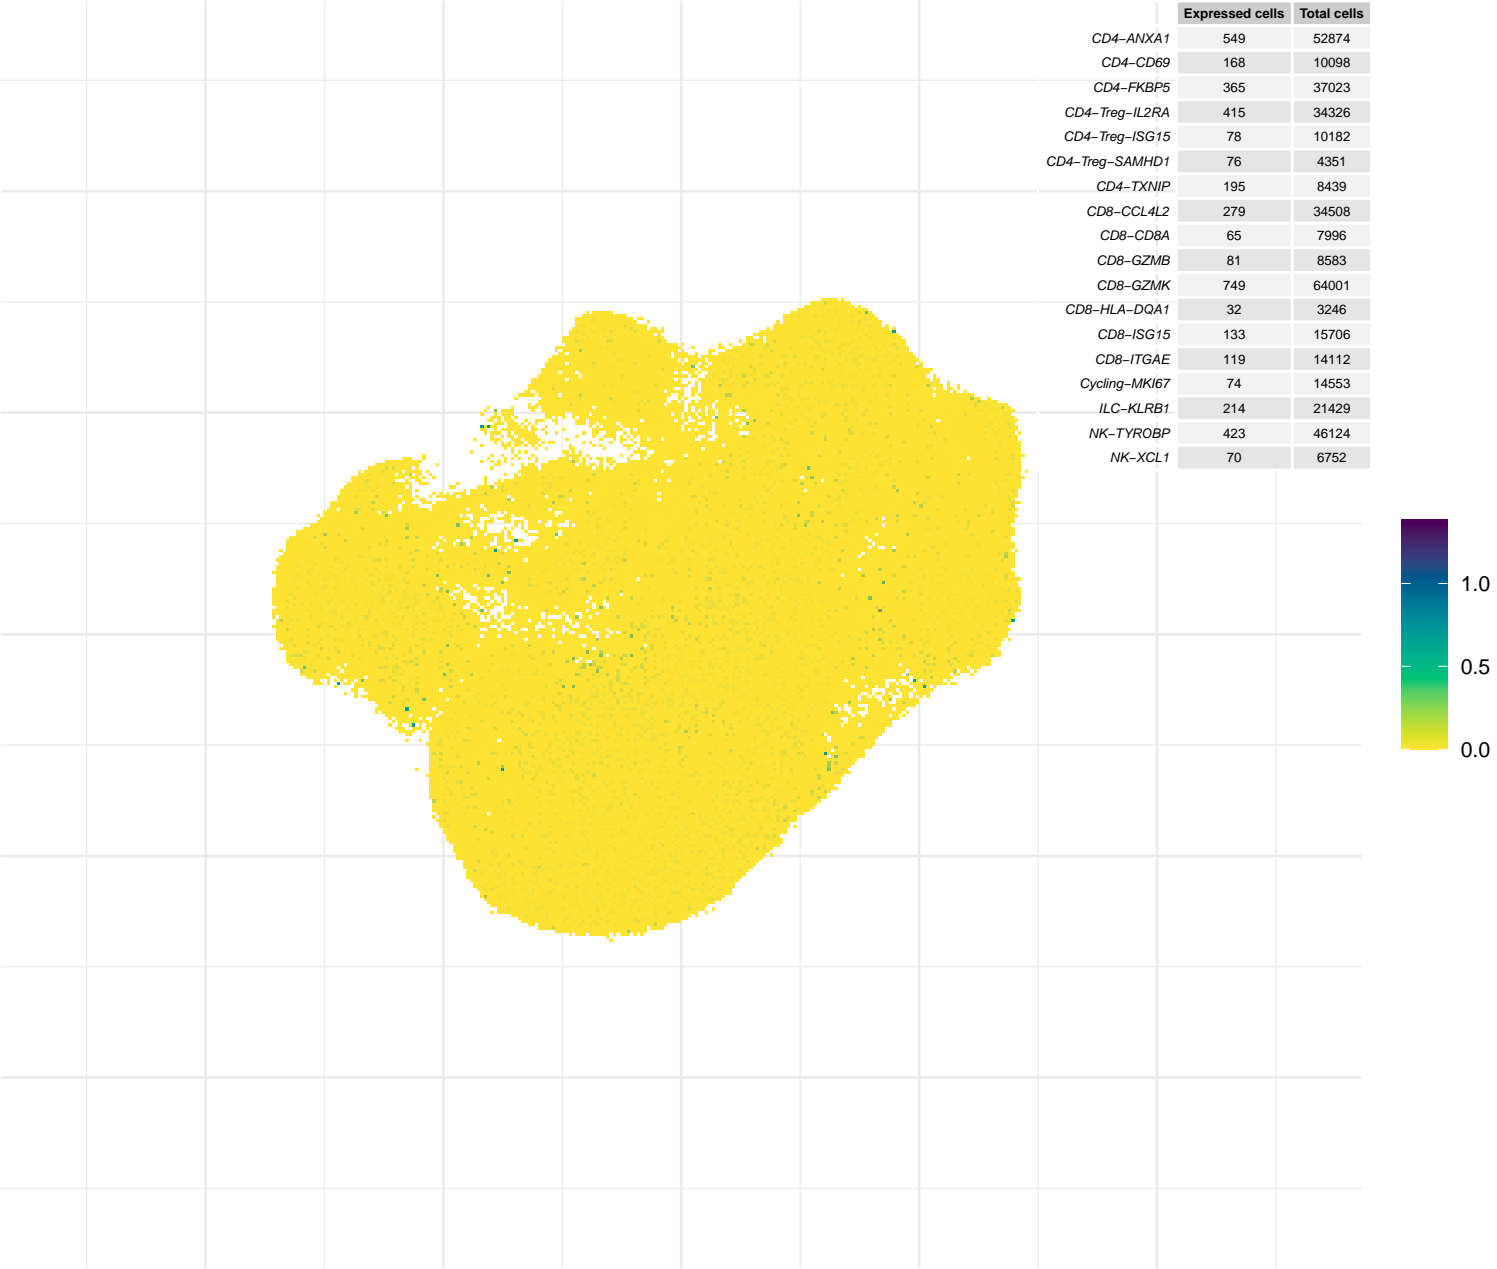 Expressed cells Total cells
CD4−ANXA1 549 52874
CD4−CD69 168 10098
CD4−FKBP5 365 37023
CD4−Treg−IL2RA 415 34326
CD4−Treg−ISG15 78 10182
CD4−Treg−SAMHD1 76 4351
CD4−TXNIP 195 8439
CD8−CCL4L2 279 34508
CD8−CD8A 65 7996
CD8−GZMB 81 8583
CD8−GZMK 749 64001
CD8−HLA−DQA1 32 3246
CD8−ISG15 133 15706
CD8−ITGAE 119 14112
Cycling−MKI67 74 14553
ILC−KLRB1 214 21429
NK−TYROBP 423 46124
NK−XCL1 70 6752
1.0
0.5
0.0